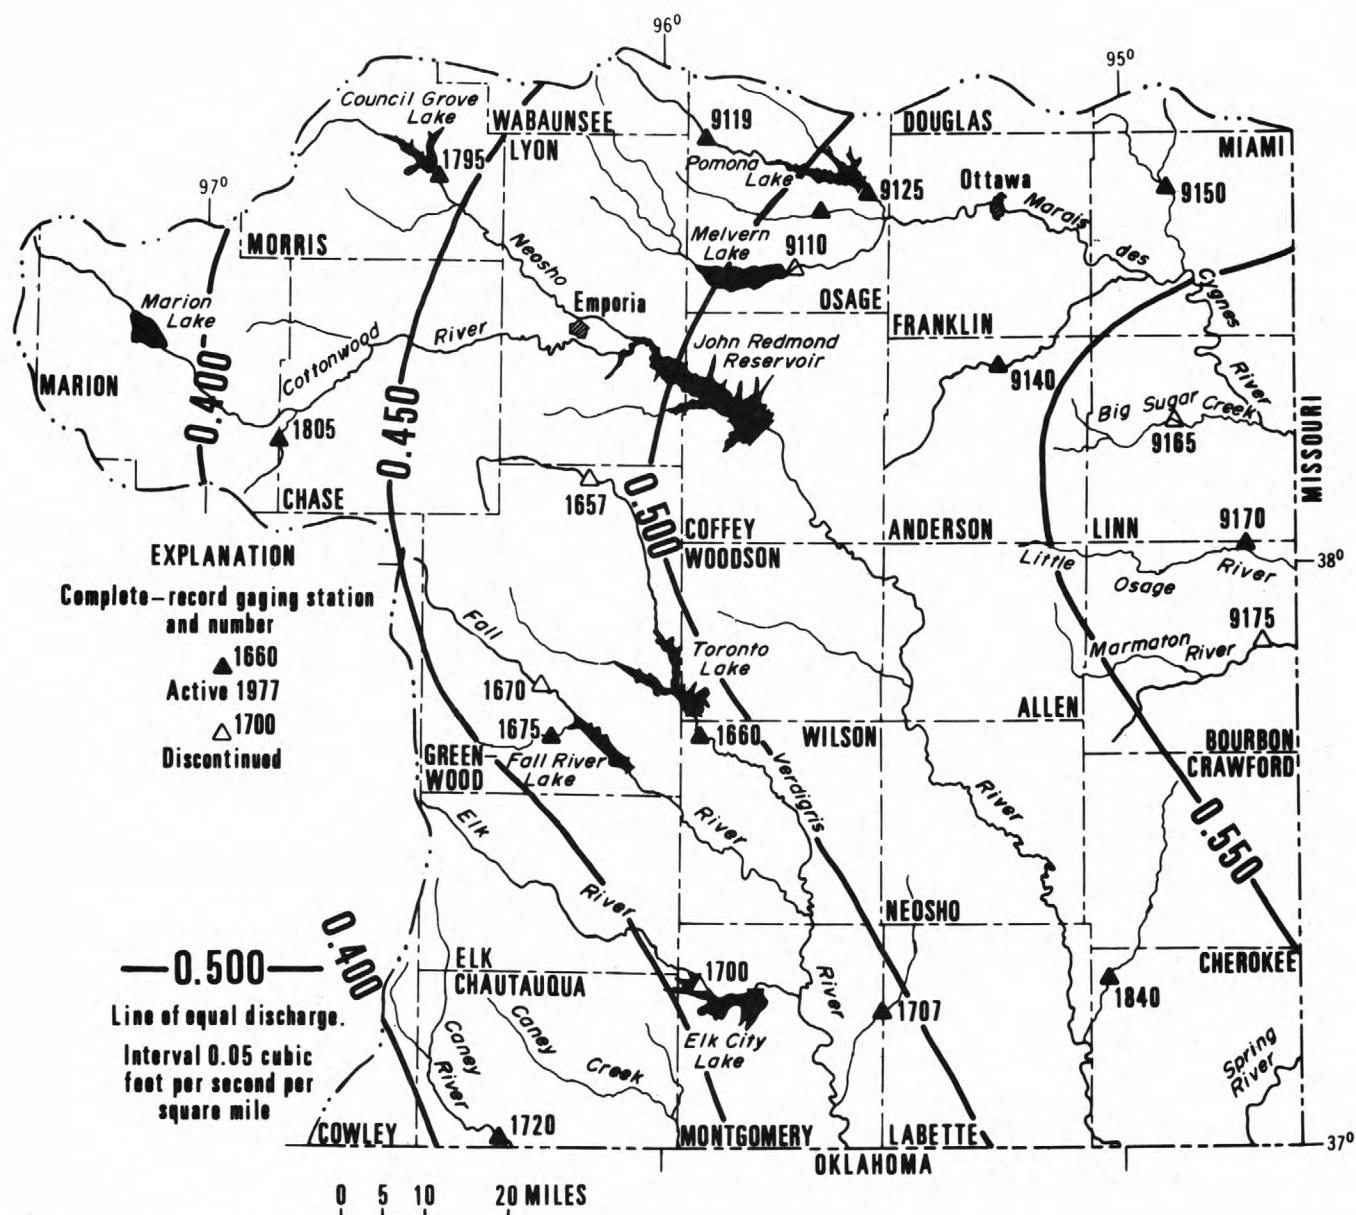 96°
95°
Council Grove
Lake
WABAUNSEE
9119
DOUGLAS
LYON
MIAMI
1795
Pomona
Lake
97°
9125
Ottawa
9150
Marais
Melvern
Lake
MORRIS
Neosho
9110
des
Cygnes
Marion
Lake
Emporia
OSAGE
FRANKLIN
Cottonwood
River
John Redmond
Reservoir
River
MARION
0.400
9140
0.450
Big Sugar Creek
1805
9165
MISSOURI
CHASE
1657
0.500
COFFEY
ANDERSON
LINN
9170
WOODSON
38°
Little
Osage
River
EXPLANATION
Complete-record gaging station
and number
1660
Active 1977
1700
Discontinued
Fall
9175
Toronto
Lake
Marmaton
River
1670
1675
1660
WILSON
ALLEN
GREEN
WOOD
Fall River
Lake
BOURBON
CRAWFORD
Verdigris
Elk
River
River
0.550
River
NEOSHO
0.400
0.500
ELK
CHAUTAUQUA
1700
River
CHEROKEE
1840
1707
Line of equal discharge.
Interval 0.05 cubic
feet per second per
square mile
Caney
River
Caney
Creek
Elk City
Lake
Spring
River
1720
COWLEY
MONTGOMERY
LABETTE
37°
OKLAHOMA
0 5 10 20 MILES